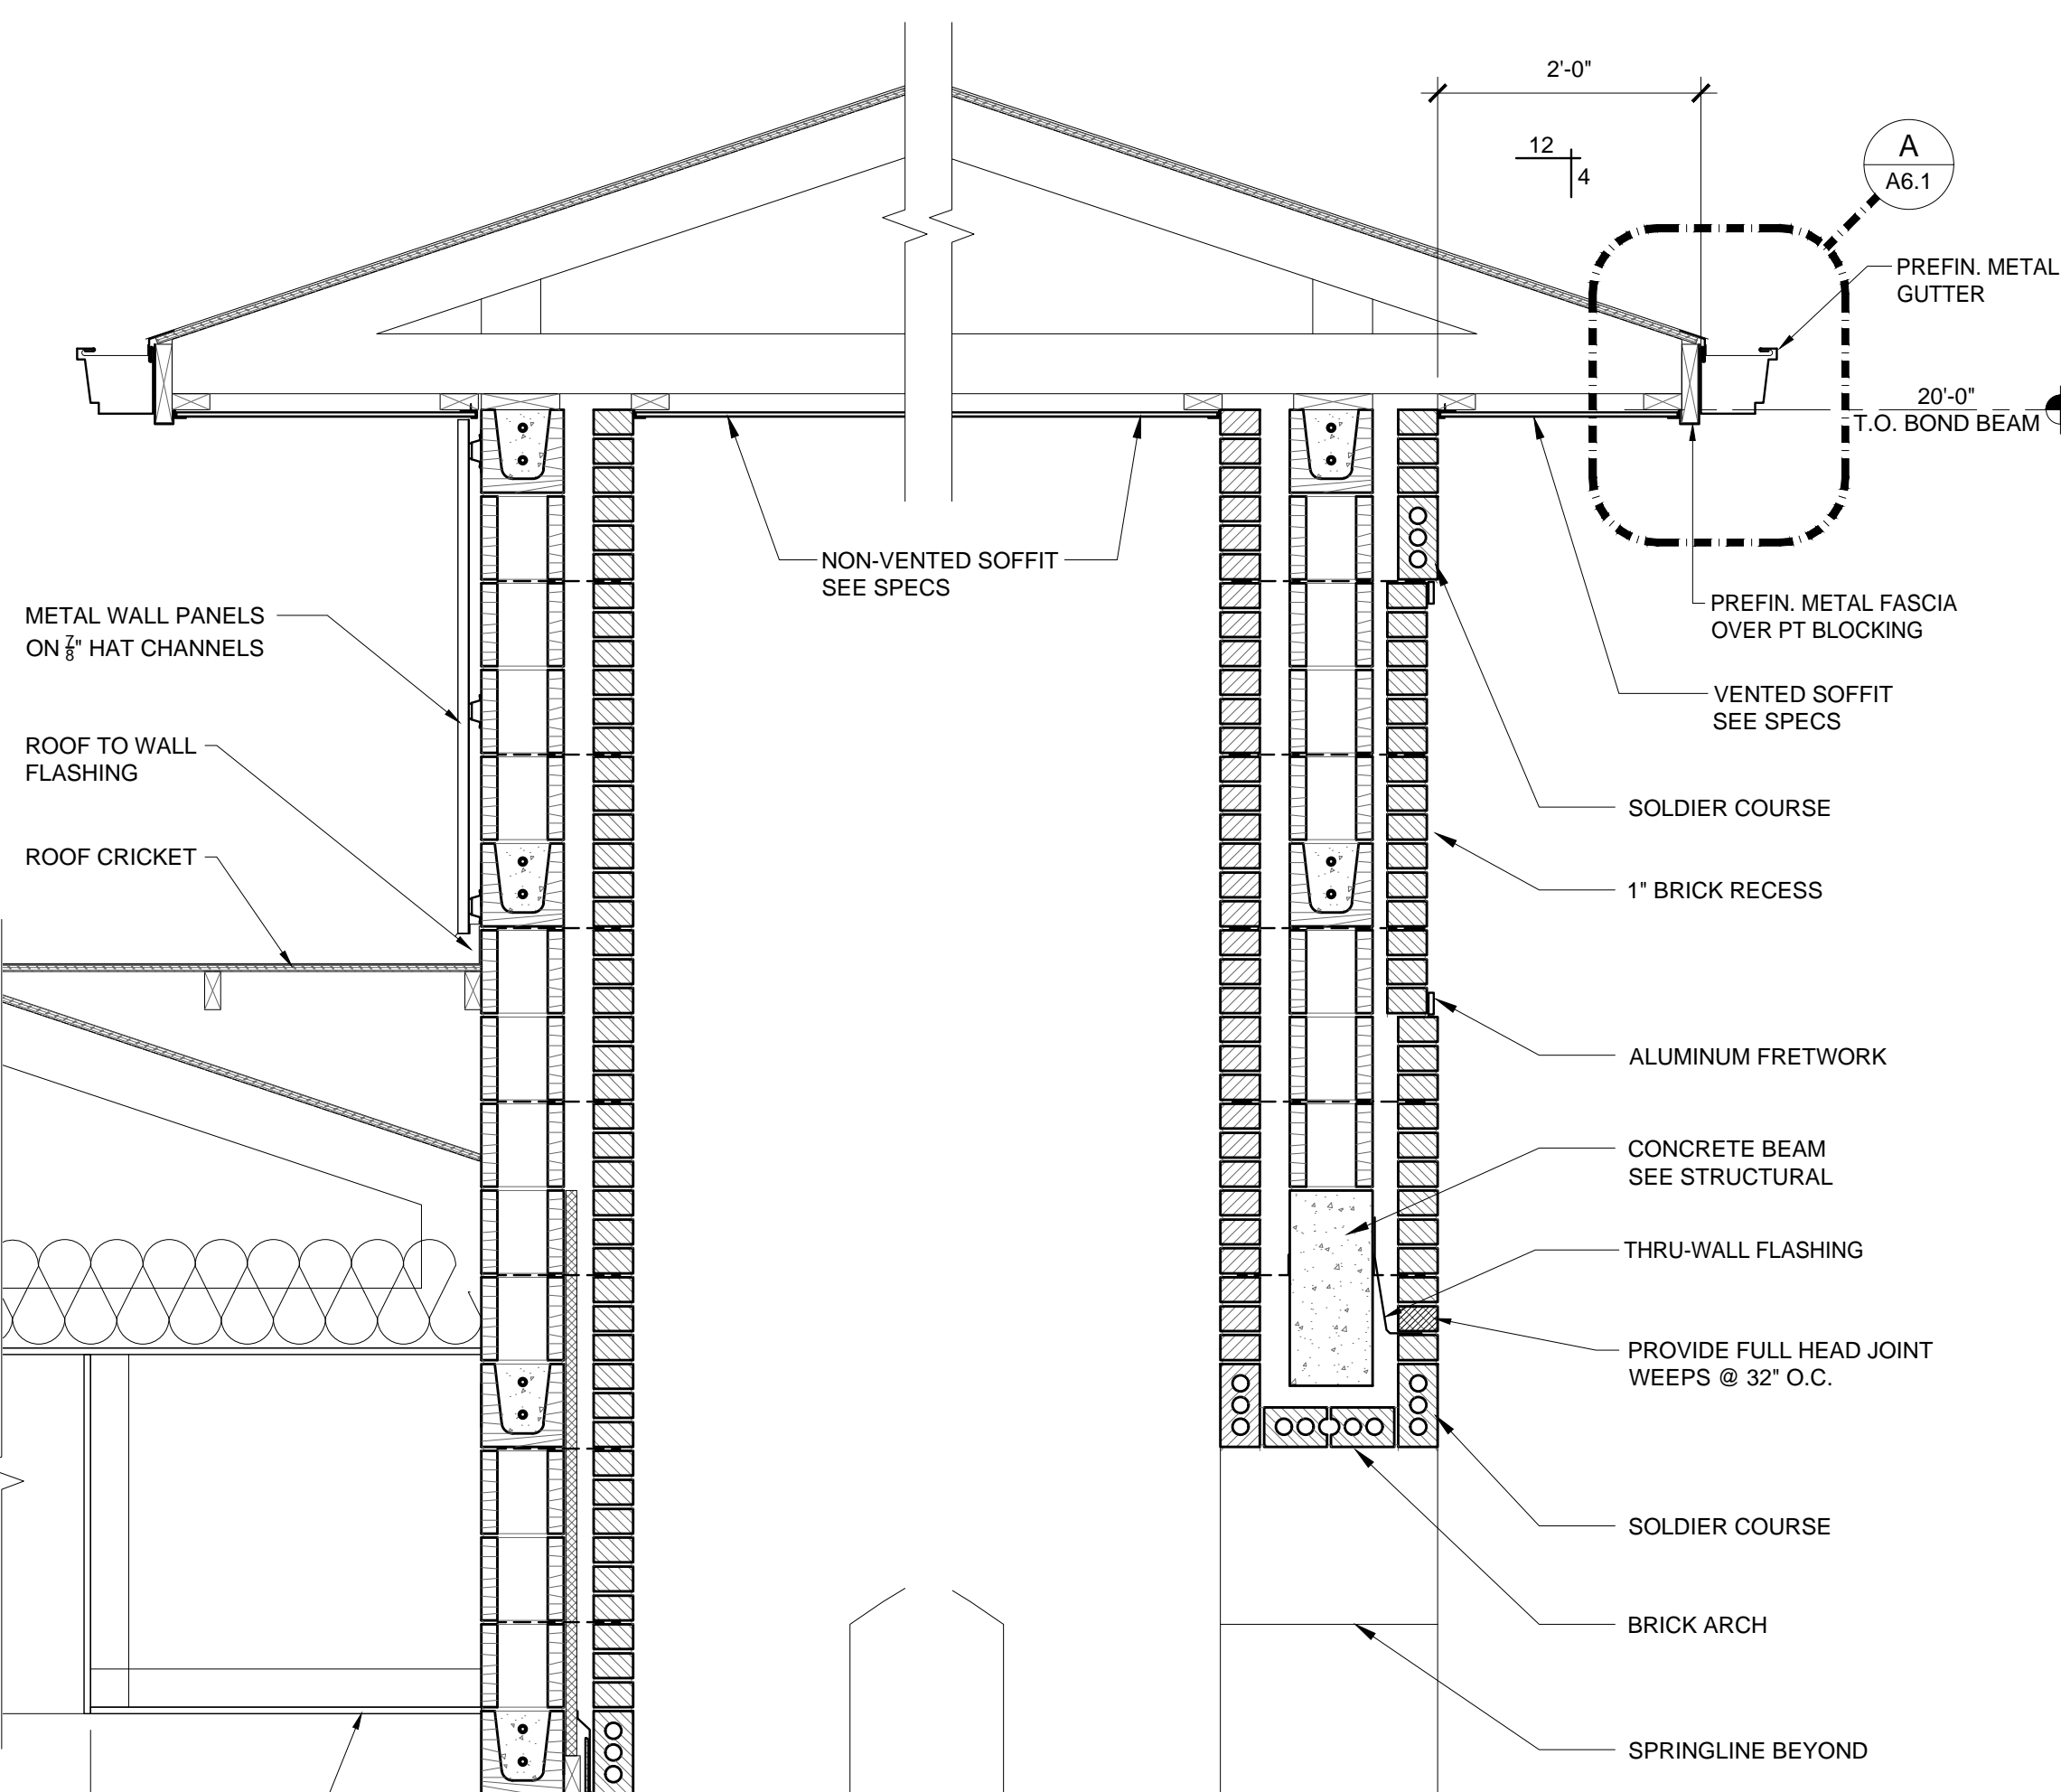 2'-0"
12
4
A
A6.1
PREFIN. METAL
GUTTER
20'-0"
T.O. BOND BEAM
NON-VENTED SOFFIT
SEE SPECS
PREFIN. METAL FASCIA
OVER PT BLOCKING
METAL WALL PANELS
ON 7/8" HAT CHANNELS
VENTED SOFFIT
SEE SPECS
ROOF TO WALL
FLASHING
SOLDIER COURSE
ROOF CRICKET
1" BRICK RECESS
ALUMINUM FRETWORK
CONCRETE BEAM
SEE STRUCTURAL
THRU-WALL FLASHING
PROVIDE FULL HEAD JOINT
WEEPS @ 32" O.C.
SOLDIER COURSE
BRICK ARCH
SPRINGLINE BEYOND